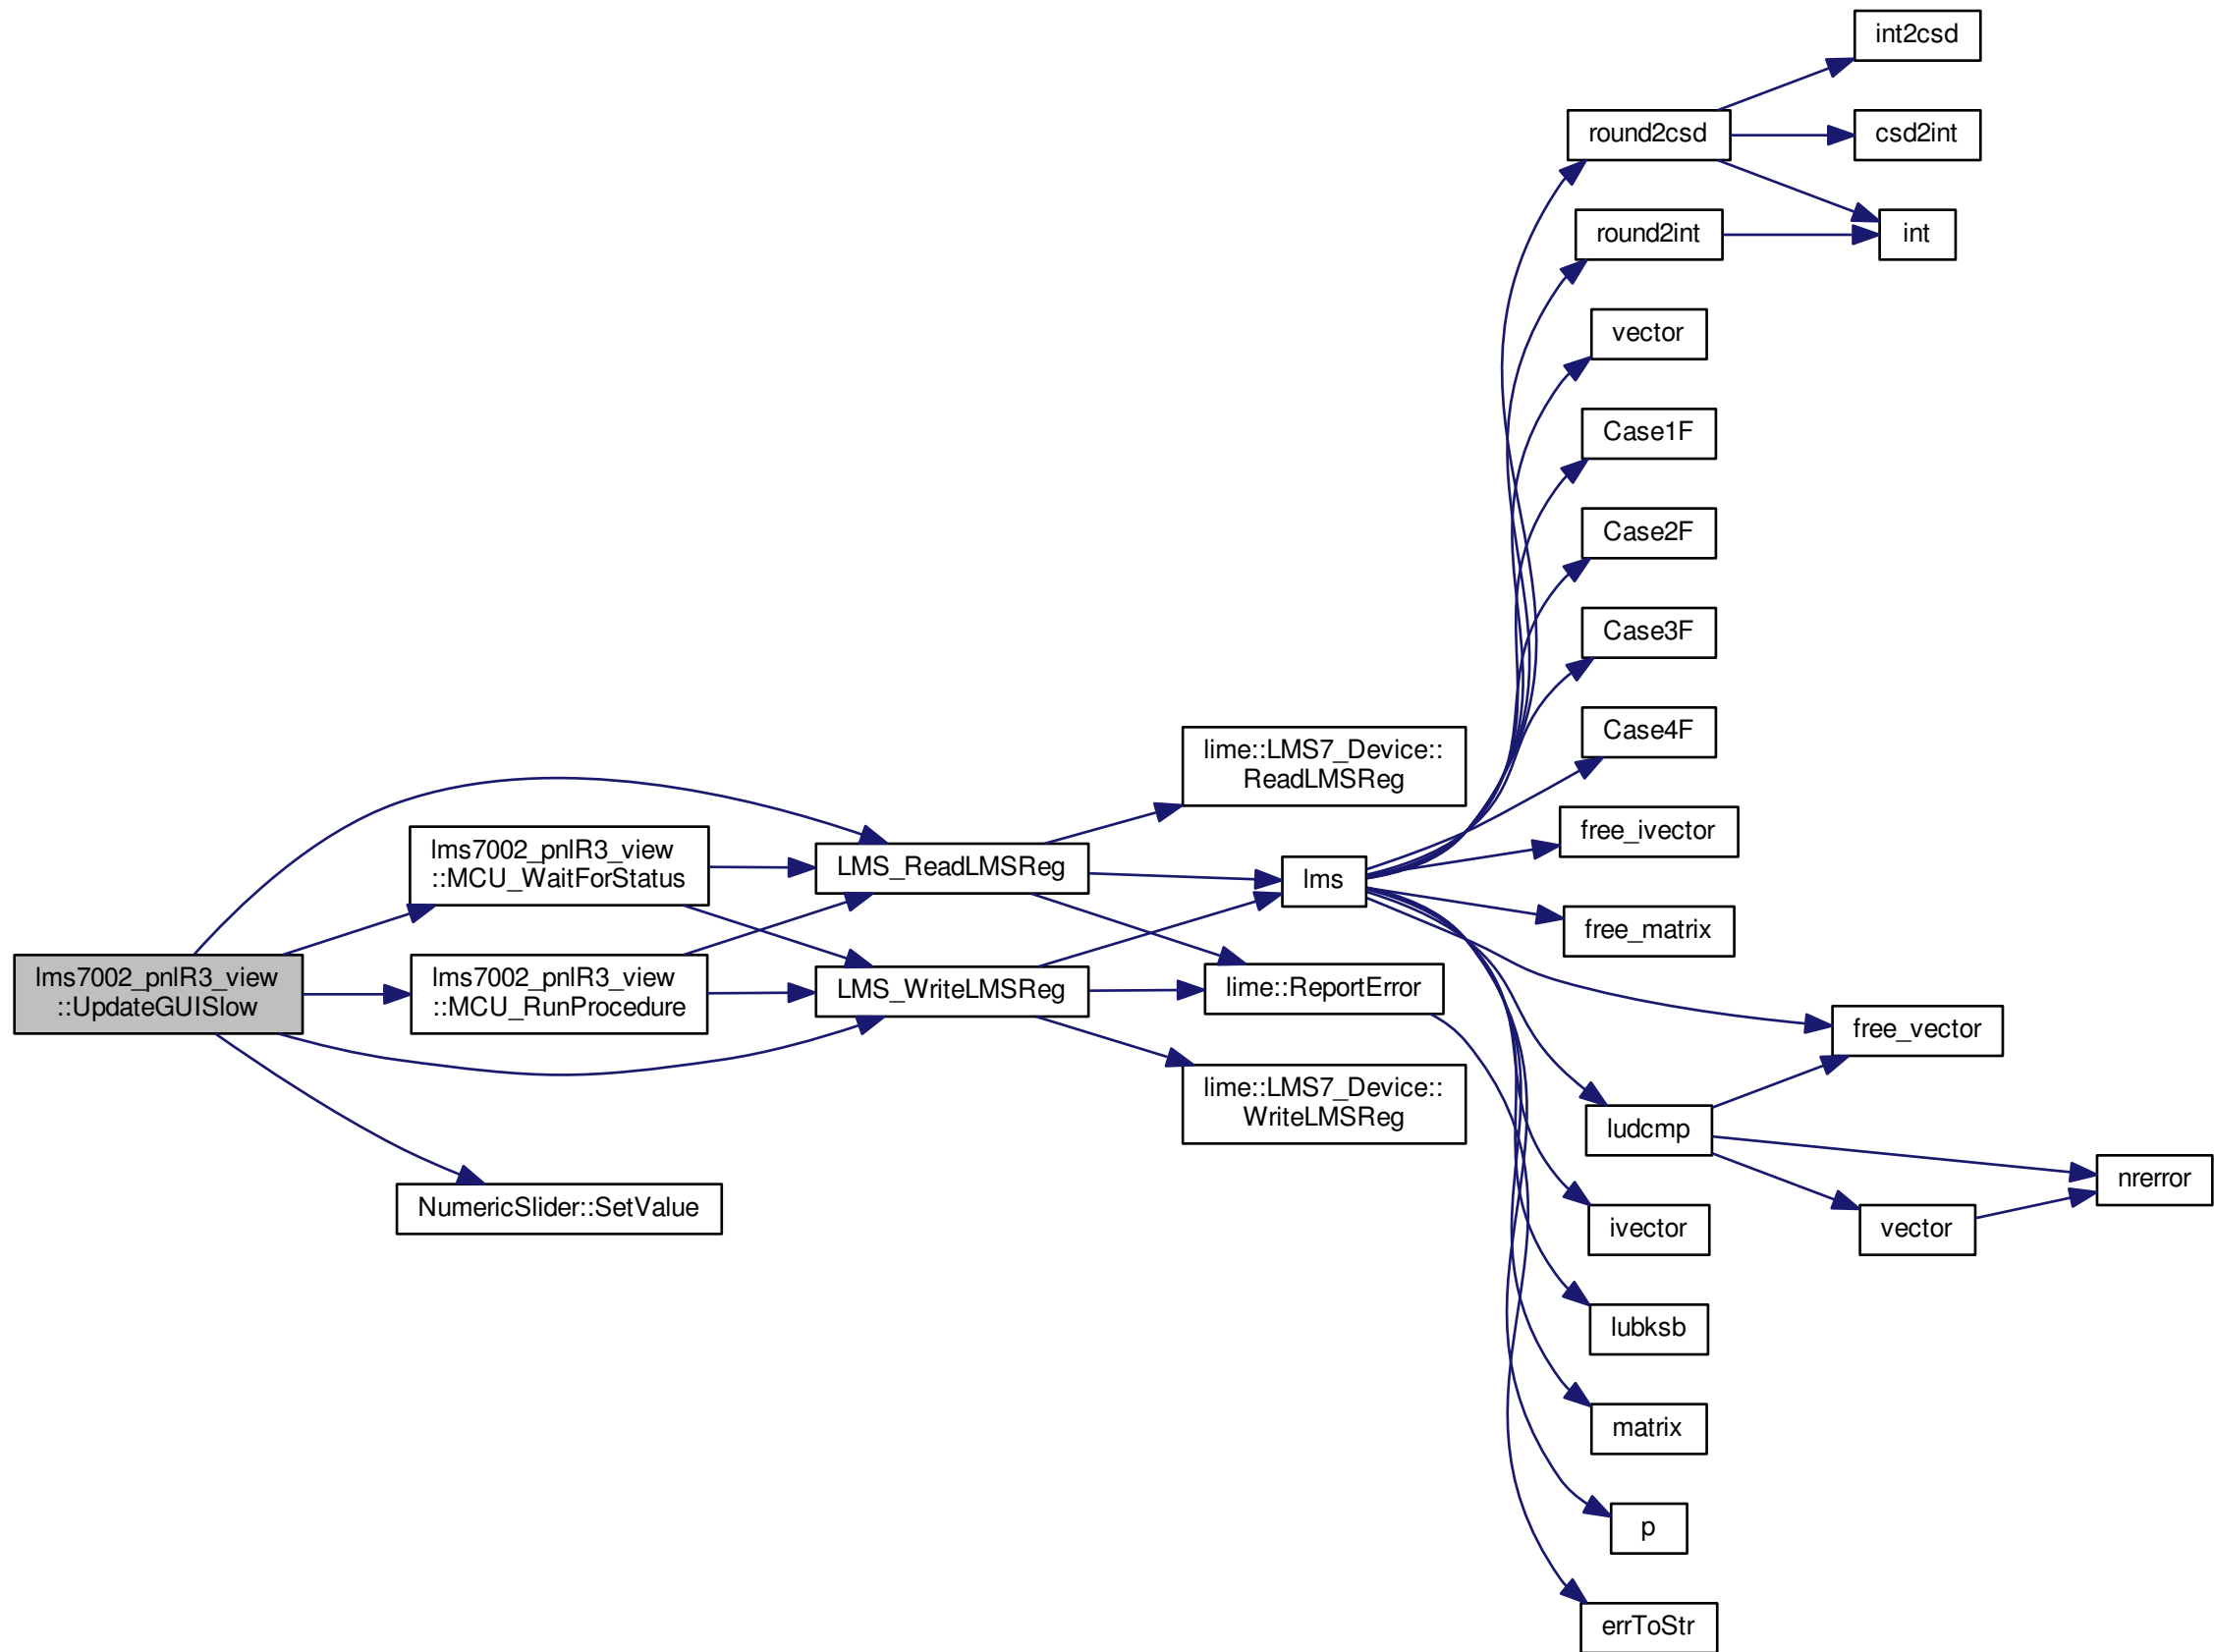 int2csd
round2csd
csd2int
round2int
int
vector
Case1F
Case2F
Case3F
Case4F
lime::LMS7_Device::
ReadLMSReg
free_ivector
lms7002_pnlR3_view
::MCU_WaitForStatus
LMS_ReadLMSReg
lms
free_matrix
lms7002_pnlR3_view
::UpdateGUISlow
lms7002_pnlR3_view
::MCU_RunProcedure
LMS_WriteLMSReg
lime::ReportError
free_vector
lime::LMS7_Device::
WriteLMSReg
ludcmp
nrerror
NumericSlider::SetValue
ivector
vector
lubksb
matrix
p
errToStr